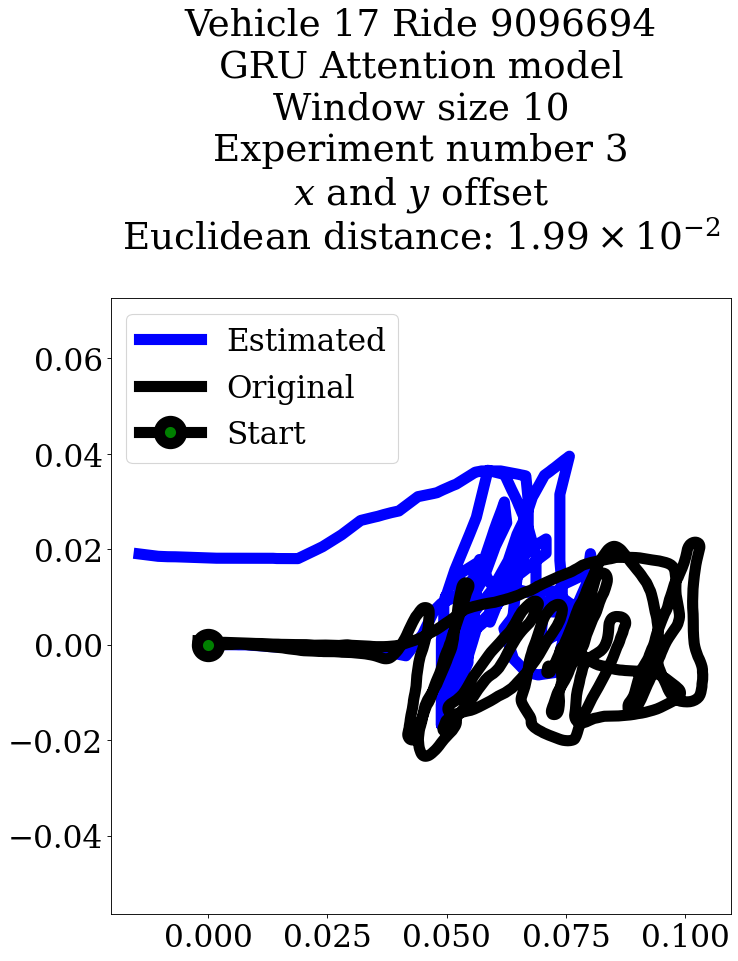 Vehicle 17 Ride 9096694
GRU Attention model
Window size 10
Experiment number 3
x and y offset
Euclidean distance: 1.99 × 10⁻²
Estimated
Original
Start
0.06
0.04
0.02
0.00
−0.02
−0.04
0.000 0.025 0.050 0.075 0.100